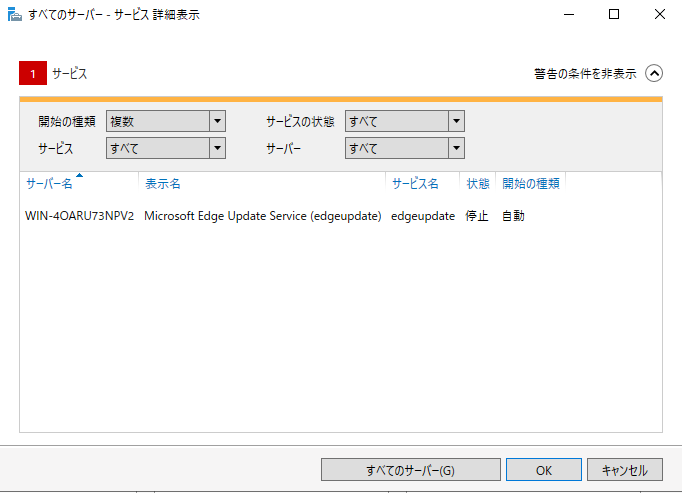 すべてのサーバー - サービス 詳細表示
1 サービス 警告の条件を非表示
開始の種類 複数 サービスの状態 すべて
サービス すべて サーバー すべて
サーバー名 表示名 サービス名 状態 開始の種類
WIN-4OARU73NPV2 Microsoft Edge Update Service (edgeupdate) edgeupdate 停止 自動
すべてのサーバー(G) OK キャンセル